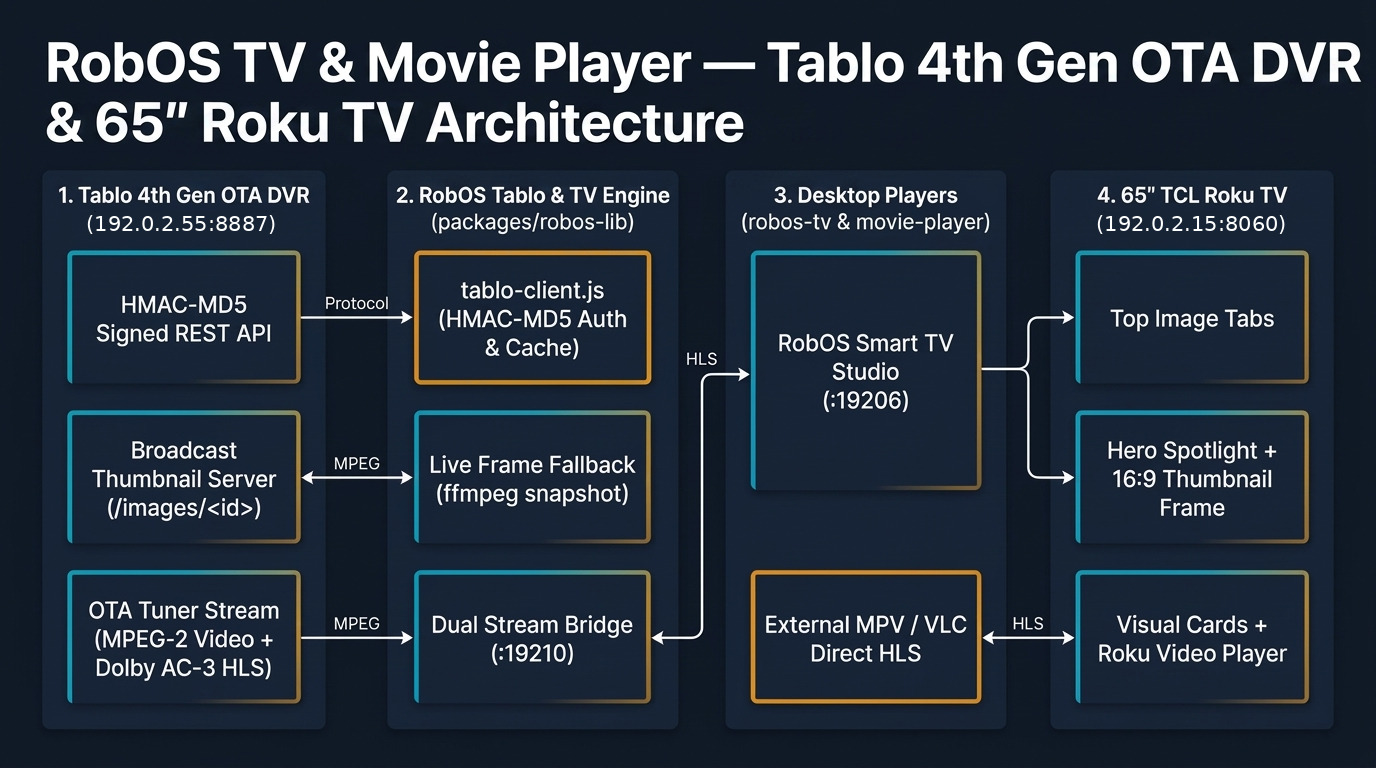 RobOS TV & Movie Player — Tablo 4th Gen OTA DVR
& 65″ Roku TV Architecture
1. Tablo 4th Gen OTA DVR
(192.0.2.55:8887)
HMAC-MD5
Signed REST API
Broadcast
Thumbnail Server
(/images/<id>)
OTA Tuner Stream
(MPEG-2 Video +
Dolby AC-3 HLS)
Protocol
MPEG
MPEG
2. RobOS Tablo & TV Engine
(packages/robos-lib)
tablo-client.js
(HMAC-MD5 Auth
& Cache)
Live Frame Fallback
(ffmpeg snapshot)
Dual Stream Bridge
(:19210)
HLS
3. Desktop Players
(robos-tv & movie-player)
RobOS Smart TV
Studio
(:19206)
External MPV / VLC
Direct HLS
HLS
4. 65″ TCL Roku TV
(192.0.2.15:8060)
Top Image Tabs
Hero Spotlight +
16:9 Thumbnail
Frame
Visual Cards +
Roku Video Player